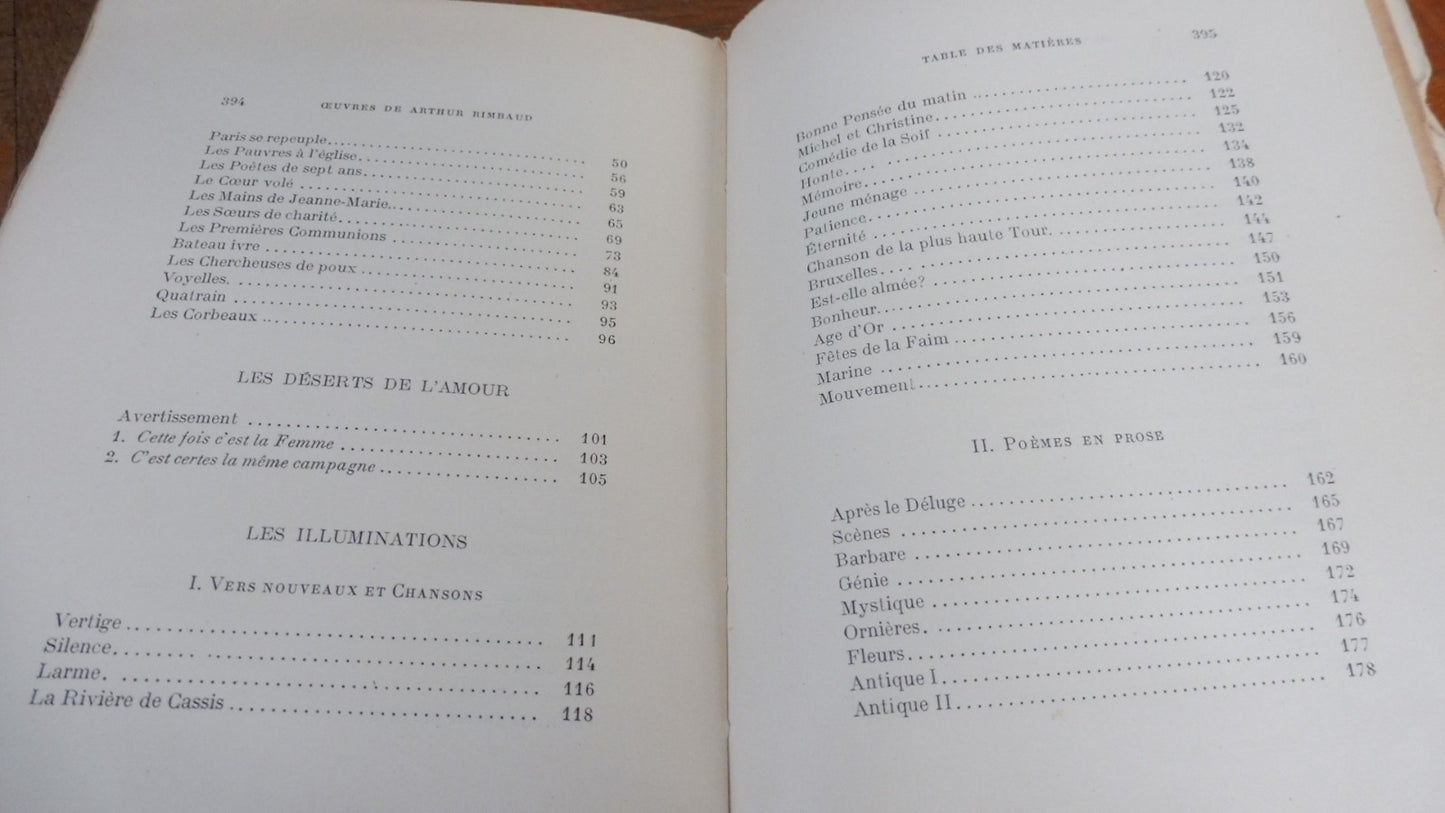 394 ŒUVRES DE ARTHUR RIMBAUD
Paris se repeuple 50
Les Pauvres à l'église 56
Les Poètes de sept ans 59
Le Cœur volé 63
Les Mains de Jeanne-Marie 65
Les Sœurs de charité 69
Les Premières Communions 73
Bateau ivre 84
Les Chercheuses de poux 91
Voyelles 93
Quatrain 95
Les Corbeaux 96
LES DÉSERTS DE L'AMOUR
Avertissement 101
1. Cette fois c'est la Femme 103
2. C'est certes la même campagne 105
LES ILLUMINATIONS
I. VERS NOUVEAUX ET CHANSONS
Vertige 111
Silence 114
Larme 116
La Rivière de Cassis 118
TABLE DES MATIÈRES 395
Bonne Pensée du matin 120
Michel et Christine 122
Comédie de la Soif 125
Honte 132
Mémoire 134
Jeune ménage 138
Patience 140
Éternité 142
Chanson de la plus haute Tour 144
Bruxelles 147
Est-elle almée? 150
Bonheur 151
Age d'Or 153
Fêtes de la Faim 156
Marine 159
Mouvement 160
II. POÈMES EN PROSE
Après le Déluge 162
Scènes 165
Barbare 167
Génie 169
Mystique 172
Ornières 174
Fleurs 176
Antique I 177
Antique II 178